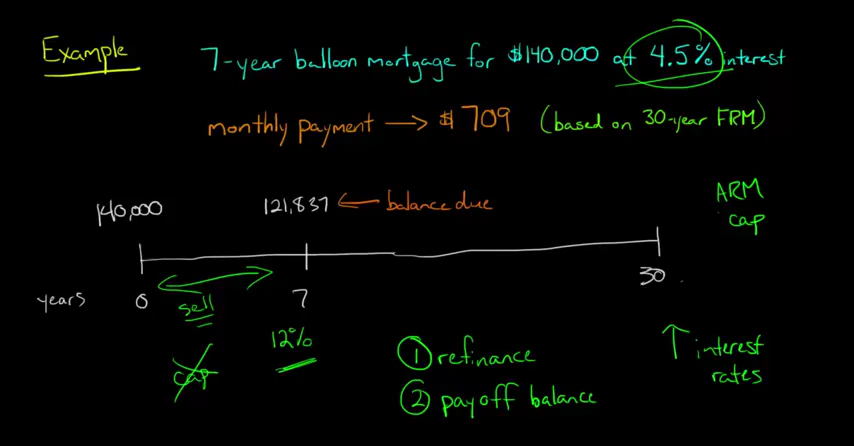 Example
7-year balloon mortgage for $140,000 at 4.5% interest
monthly payment → $709 (based on 30-year FRM)
ARM
cap
140,000 121,837 ← balance due
years 0 7 30
sell
12%
cap
① refinance
② payoff balance
↑ interest
rates